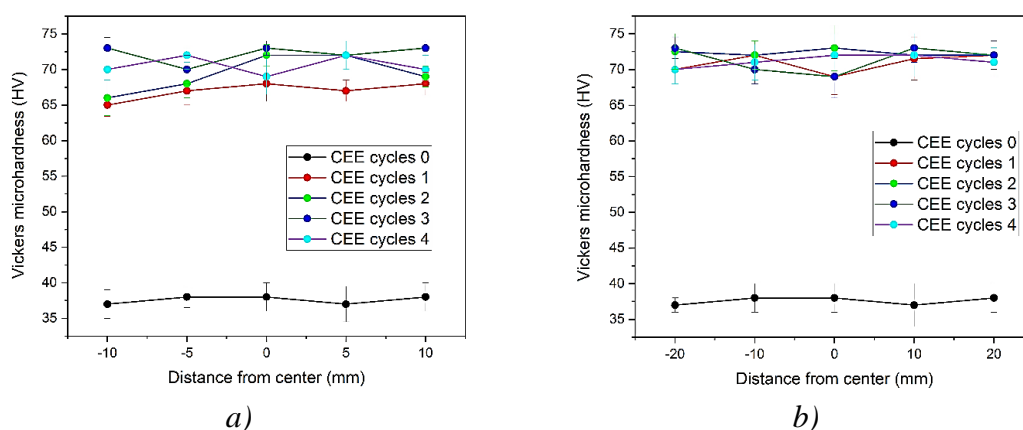 75
70
65
60
55
50
45
40
35
Vickers microhardness (HV)
CEE cycles 0
CEE cycles 1
CEE cycles 2
CEE cycles 3
CEE cycles 4
-10
-5
0
5
10
Distance from center (mm)
a)
75
70
65
60
55
50
45
40
35
Vickers microhardness (HV)
CEE cycles 0
CEE cycles 1
CEE cycles 2
CEE cycles 3
CEE cycles 4
-20
-10
0
10
20
Distance from center (mm)
b)